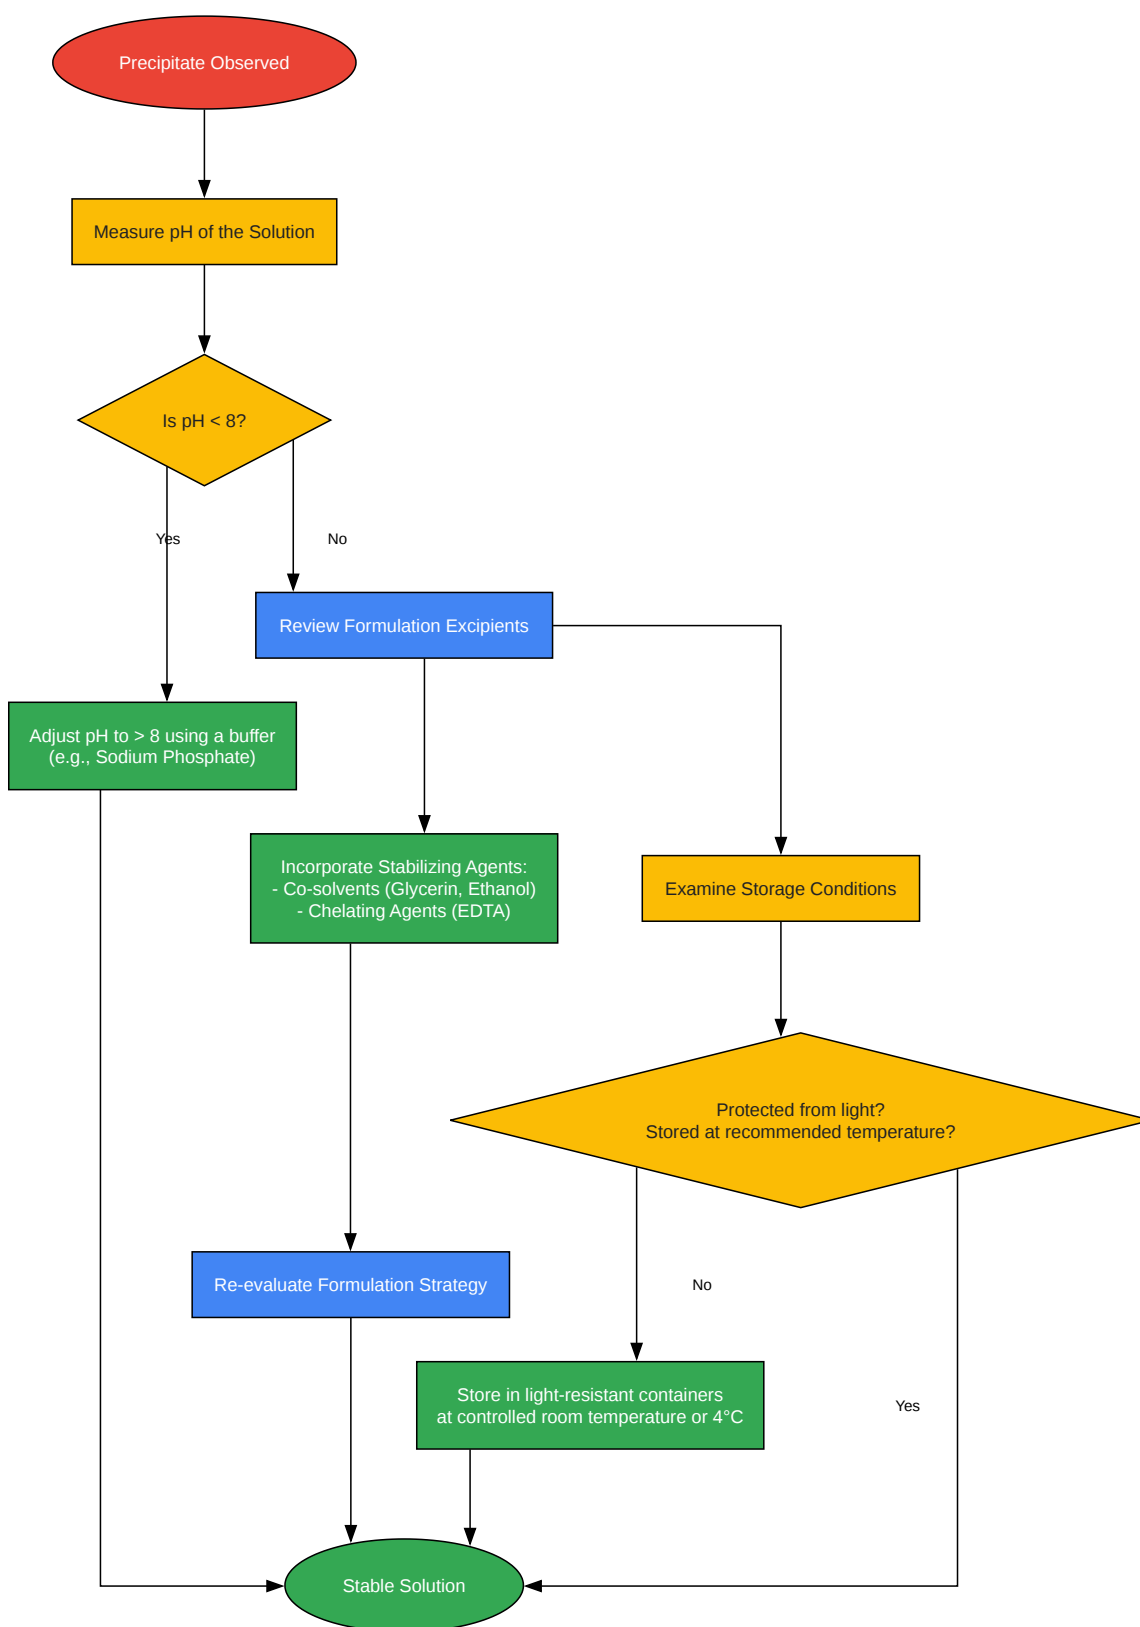 Precipitate Observed
Measure pH of the Solution
Is pH < 8?
Yes
No
Review Formulation Excipients
Adjust pH to > 8 using a buffer
(e.g., Sodium Phosphate)
Incorporate Stabilizing Agents:
- Co-solvents (Glycerin, Ethanol)
- Chelating Agents (EDTA)
Examine Storage Conditions
Protected from light?
Stored at recommended temperature?
Re-evaluate Formulation Strategy
No
Store in light-resistant containers
at controlled room temperature or 4°C
Yes
Stable Solution